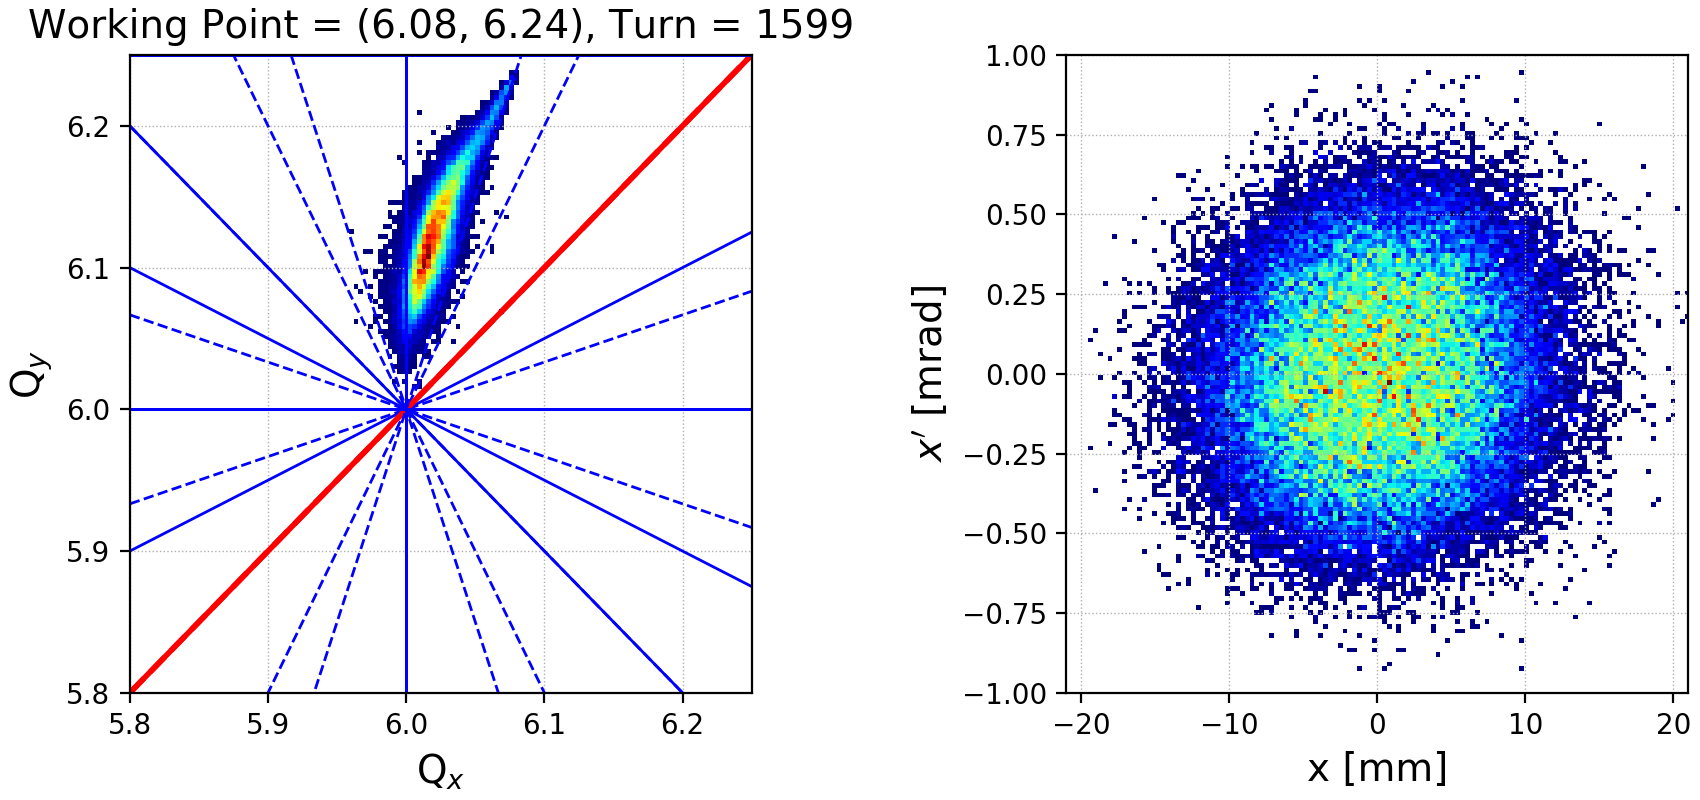 Working Point = (6.08, 6.24), Turn = 1599
6.2
6.1
6.0
5.9
5.8
5.8 5.9 6.0 6.1 6.2
Qy
Qx
1.00
0.75
0.50
0.25
0.00
−0.25
−0.50
−0.75
−1.00
−20 −10 0 10 20
x′ [mrad]
x [mm]